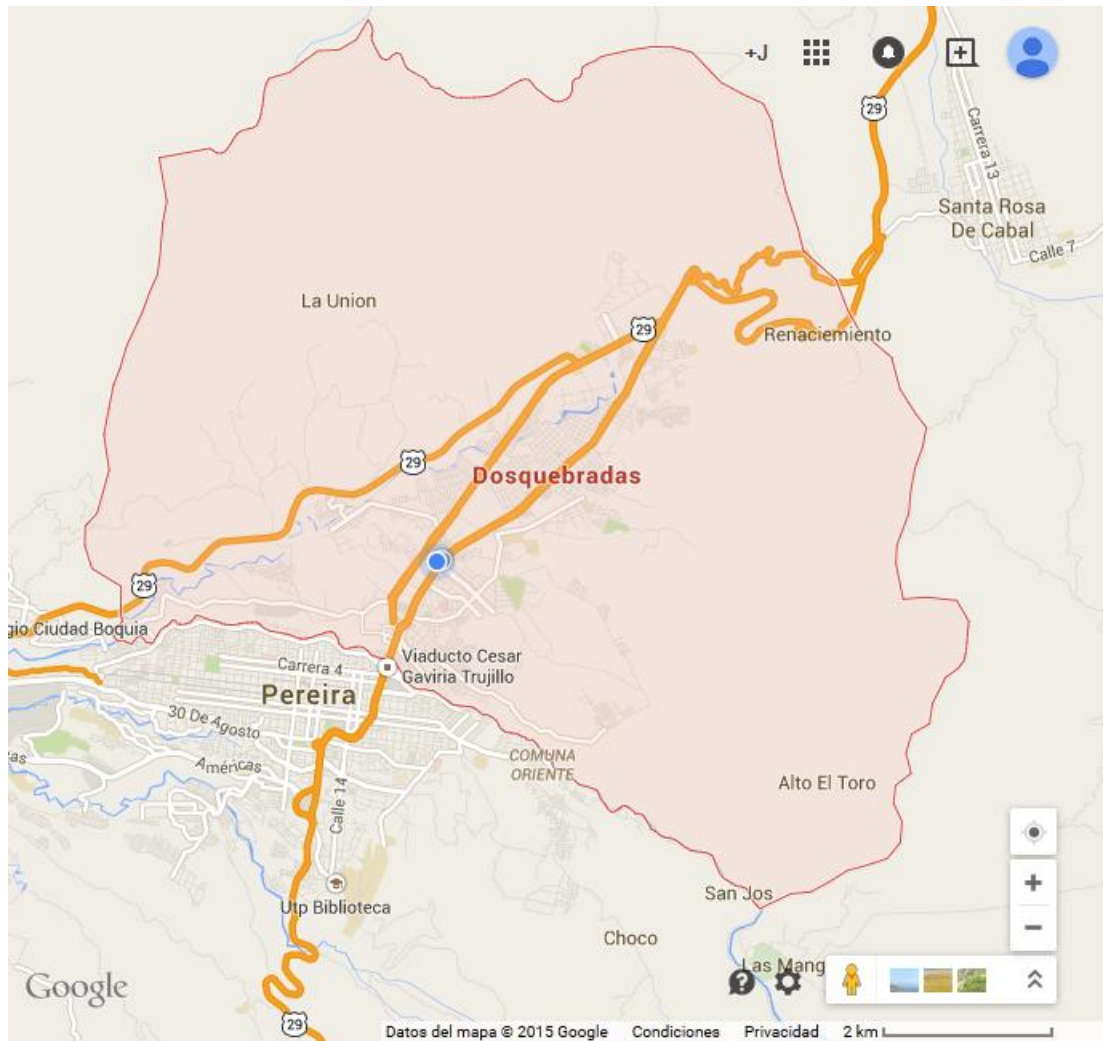 +J
29
Carrera 13
Santa Rosa
De Cabal
Calle 7
La Union
29
Renaciemiento
29
Dosquebradas
29
gio Ciudad Boquia
Viaducto Cesar
Gaviria Trujillo
Carrera 4
Pereira
30 De Agosto
Américas
as
COMUNA
ORIENTE
Calle 14
Alto El Toro
Utp Biblioteca
San Jos
Choco
Las Mang
Google
29
Datos del mapa © 2015 Google Condiciones Privacidad 2 km